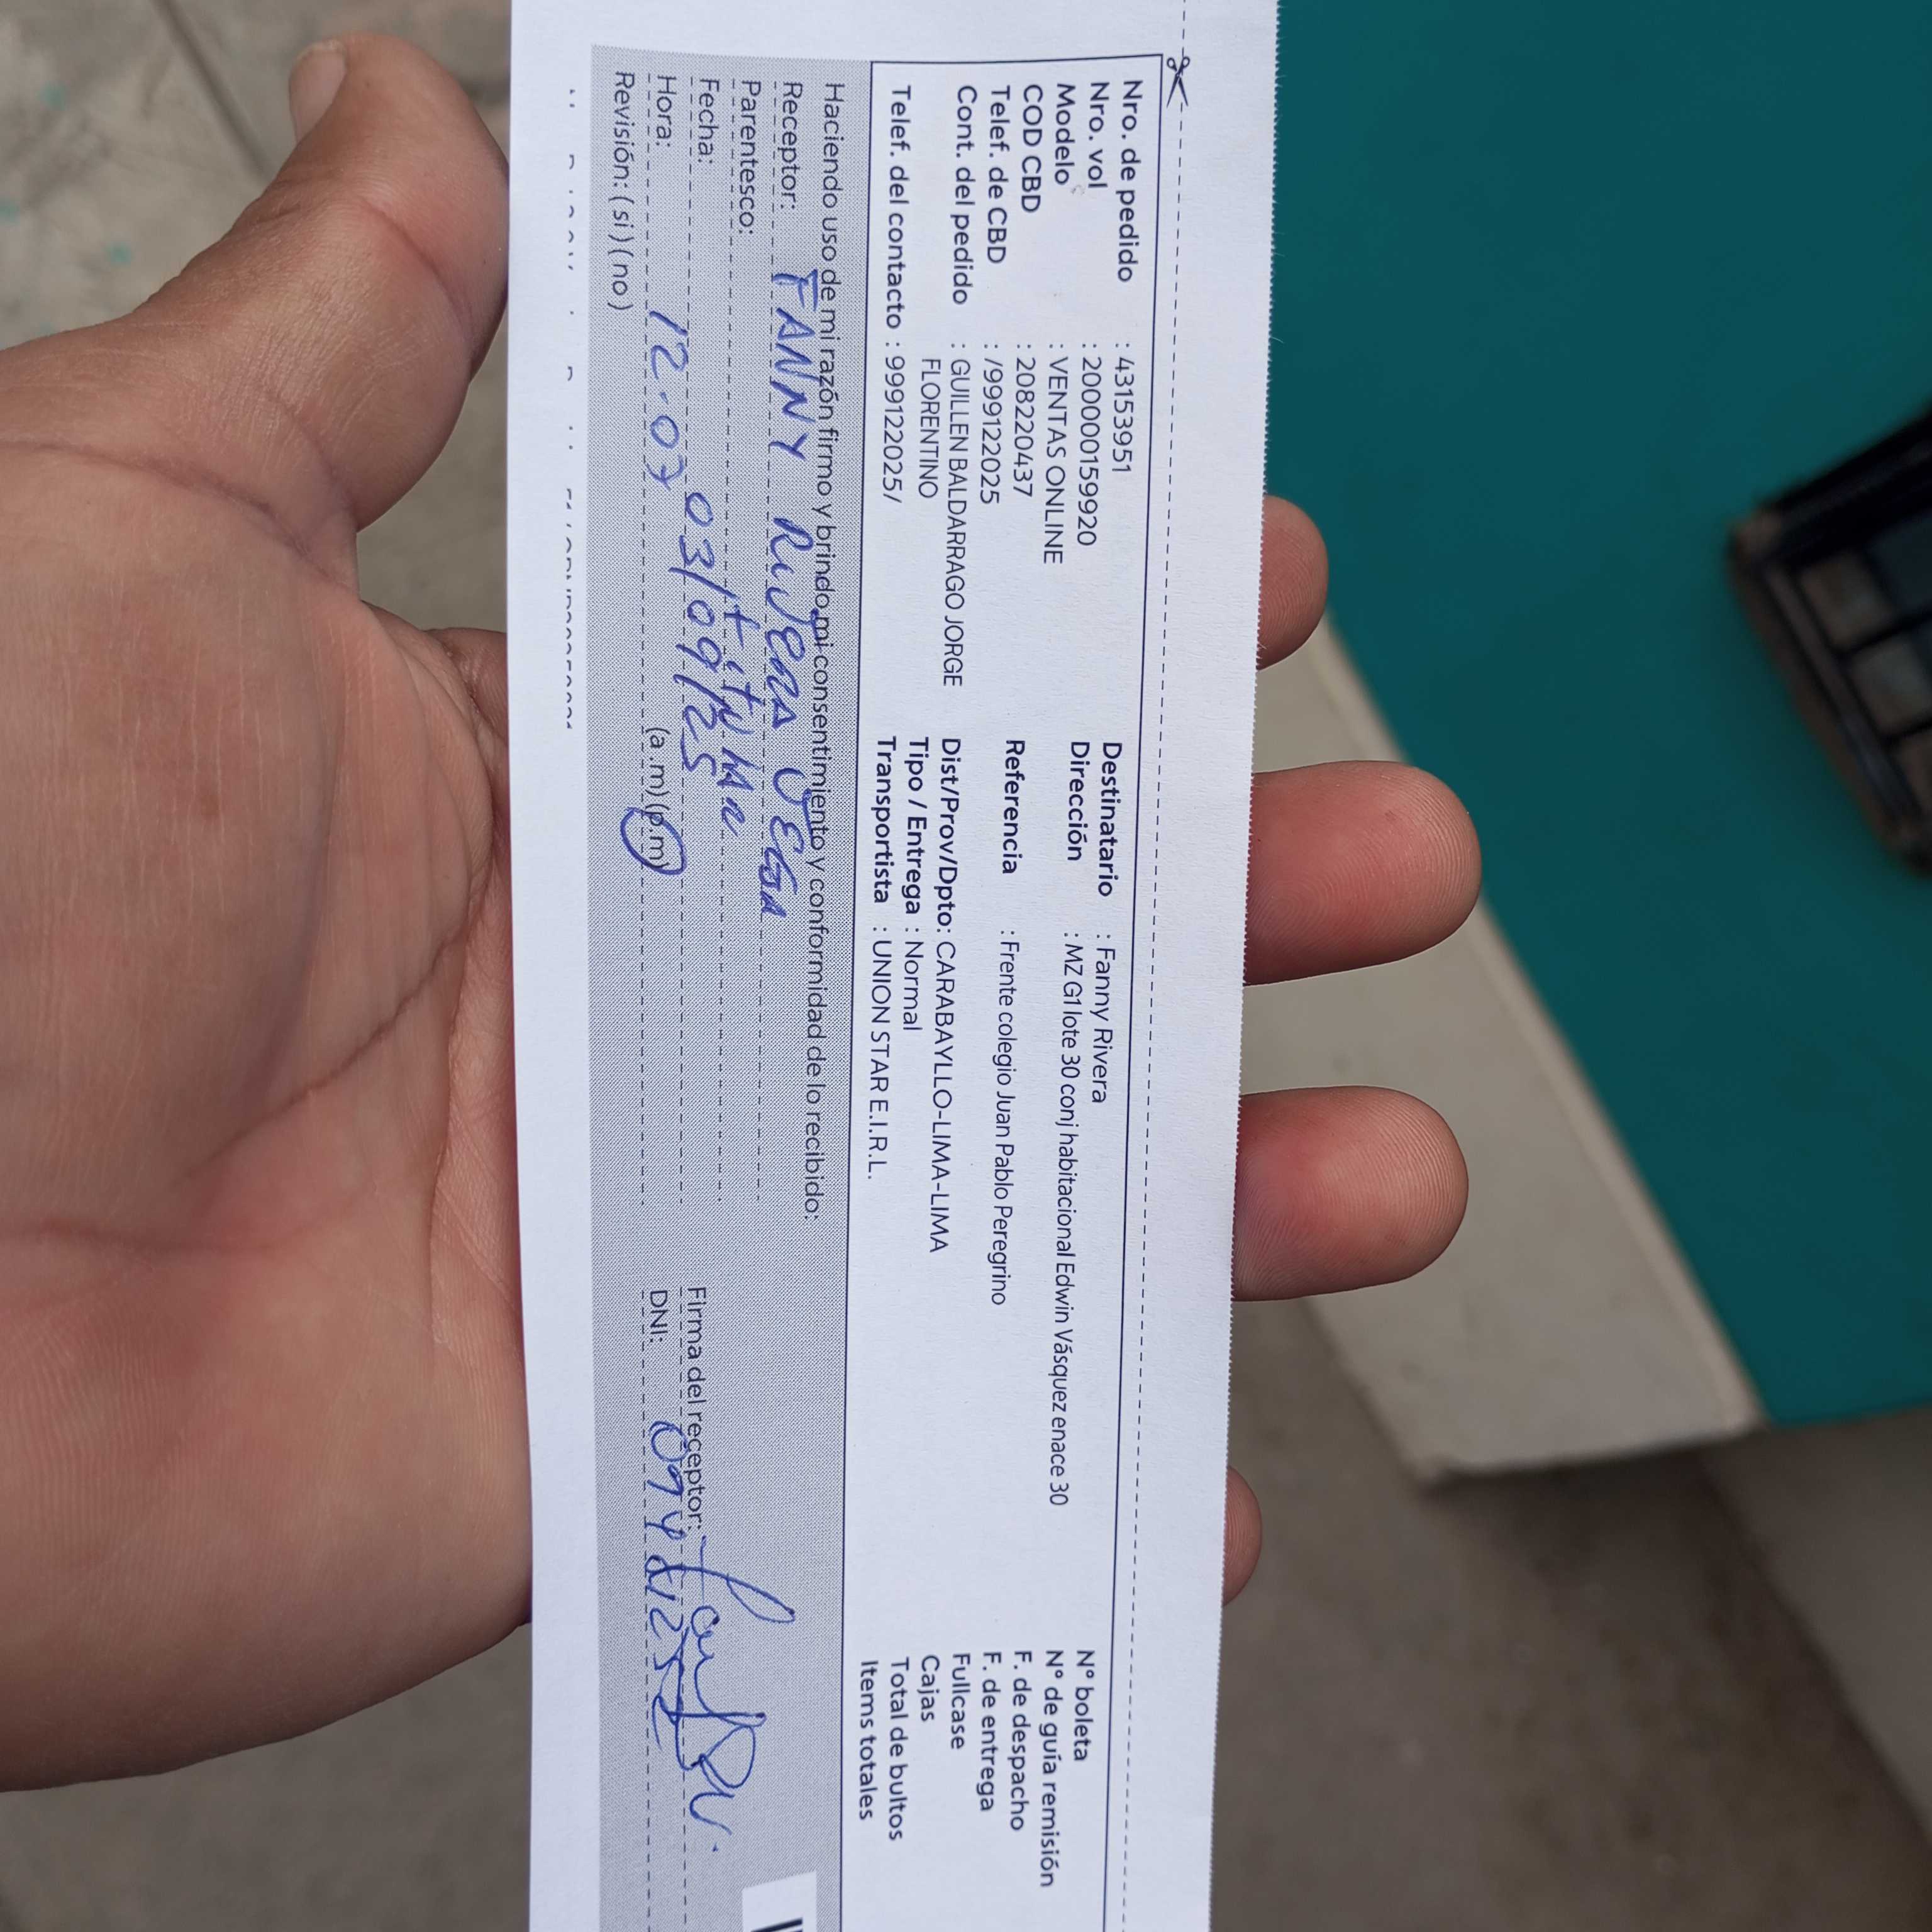 Nro. de pedido : 43153951
Nro. vol : 2000001599920
Modelo : VENTAS ONLINE
COD CBD : 208220437
Telef. de CBD : /999122025
Cont. del pedido : GUILLEN BALDARRAGO JORGE
FLORENTINO
Telef. del contacto : 999122025/
Destinatario : Fanny Rivera
Dirección : MZ G1 lote 30 conj habitacional Edwin Vásquez enace 30
Referencia : Frente colegio Juan Pablo Peregrino
Dist/Prov/Dpto: CARABAYLLO-LIMA-LIMA
Tipo / Entrega : Normal
Transportista : UNION STAR E.I.R.L.
N° boleta
N° de guía remisión
F. de despacho
F. de entrega
Fullcase
Cajas
Total de bultos
Items totales
Haciendo uso de mi razón firmo y brindo mi consentimiento y conformidad de lo recibido:
Receptor: FANNY RIVERA VEGA
Parentesco:
Fecha: 03/09/25
Hora: 12.07 (a.m)(p.m)
Revisión: (si)(no)
Firma del receptor:
DNI: